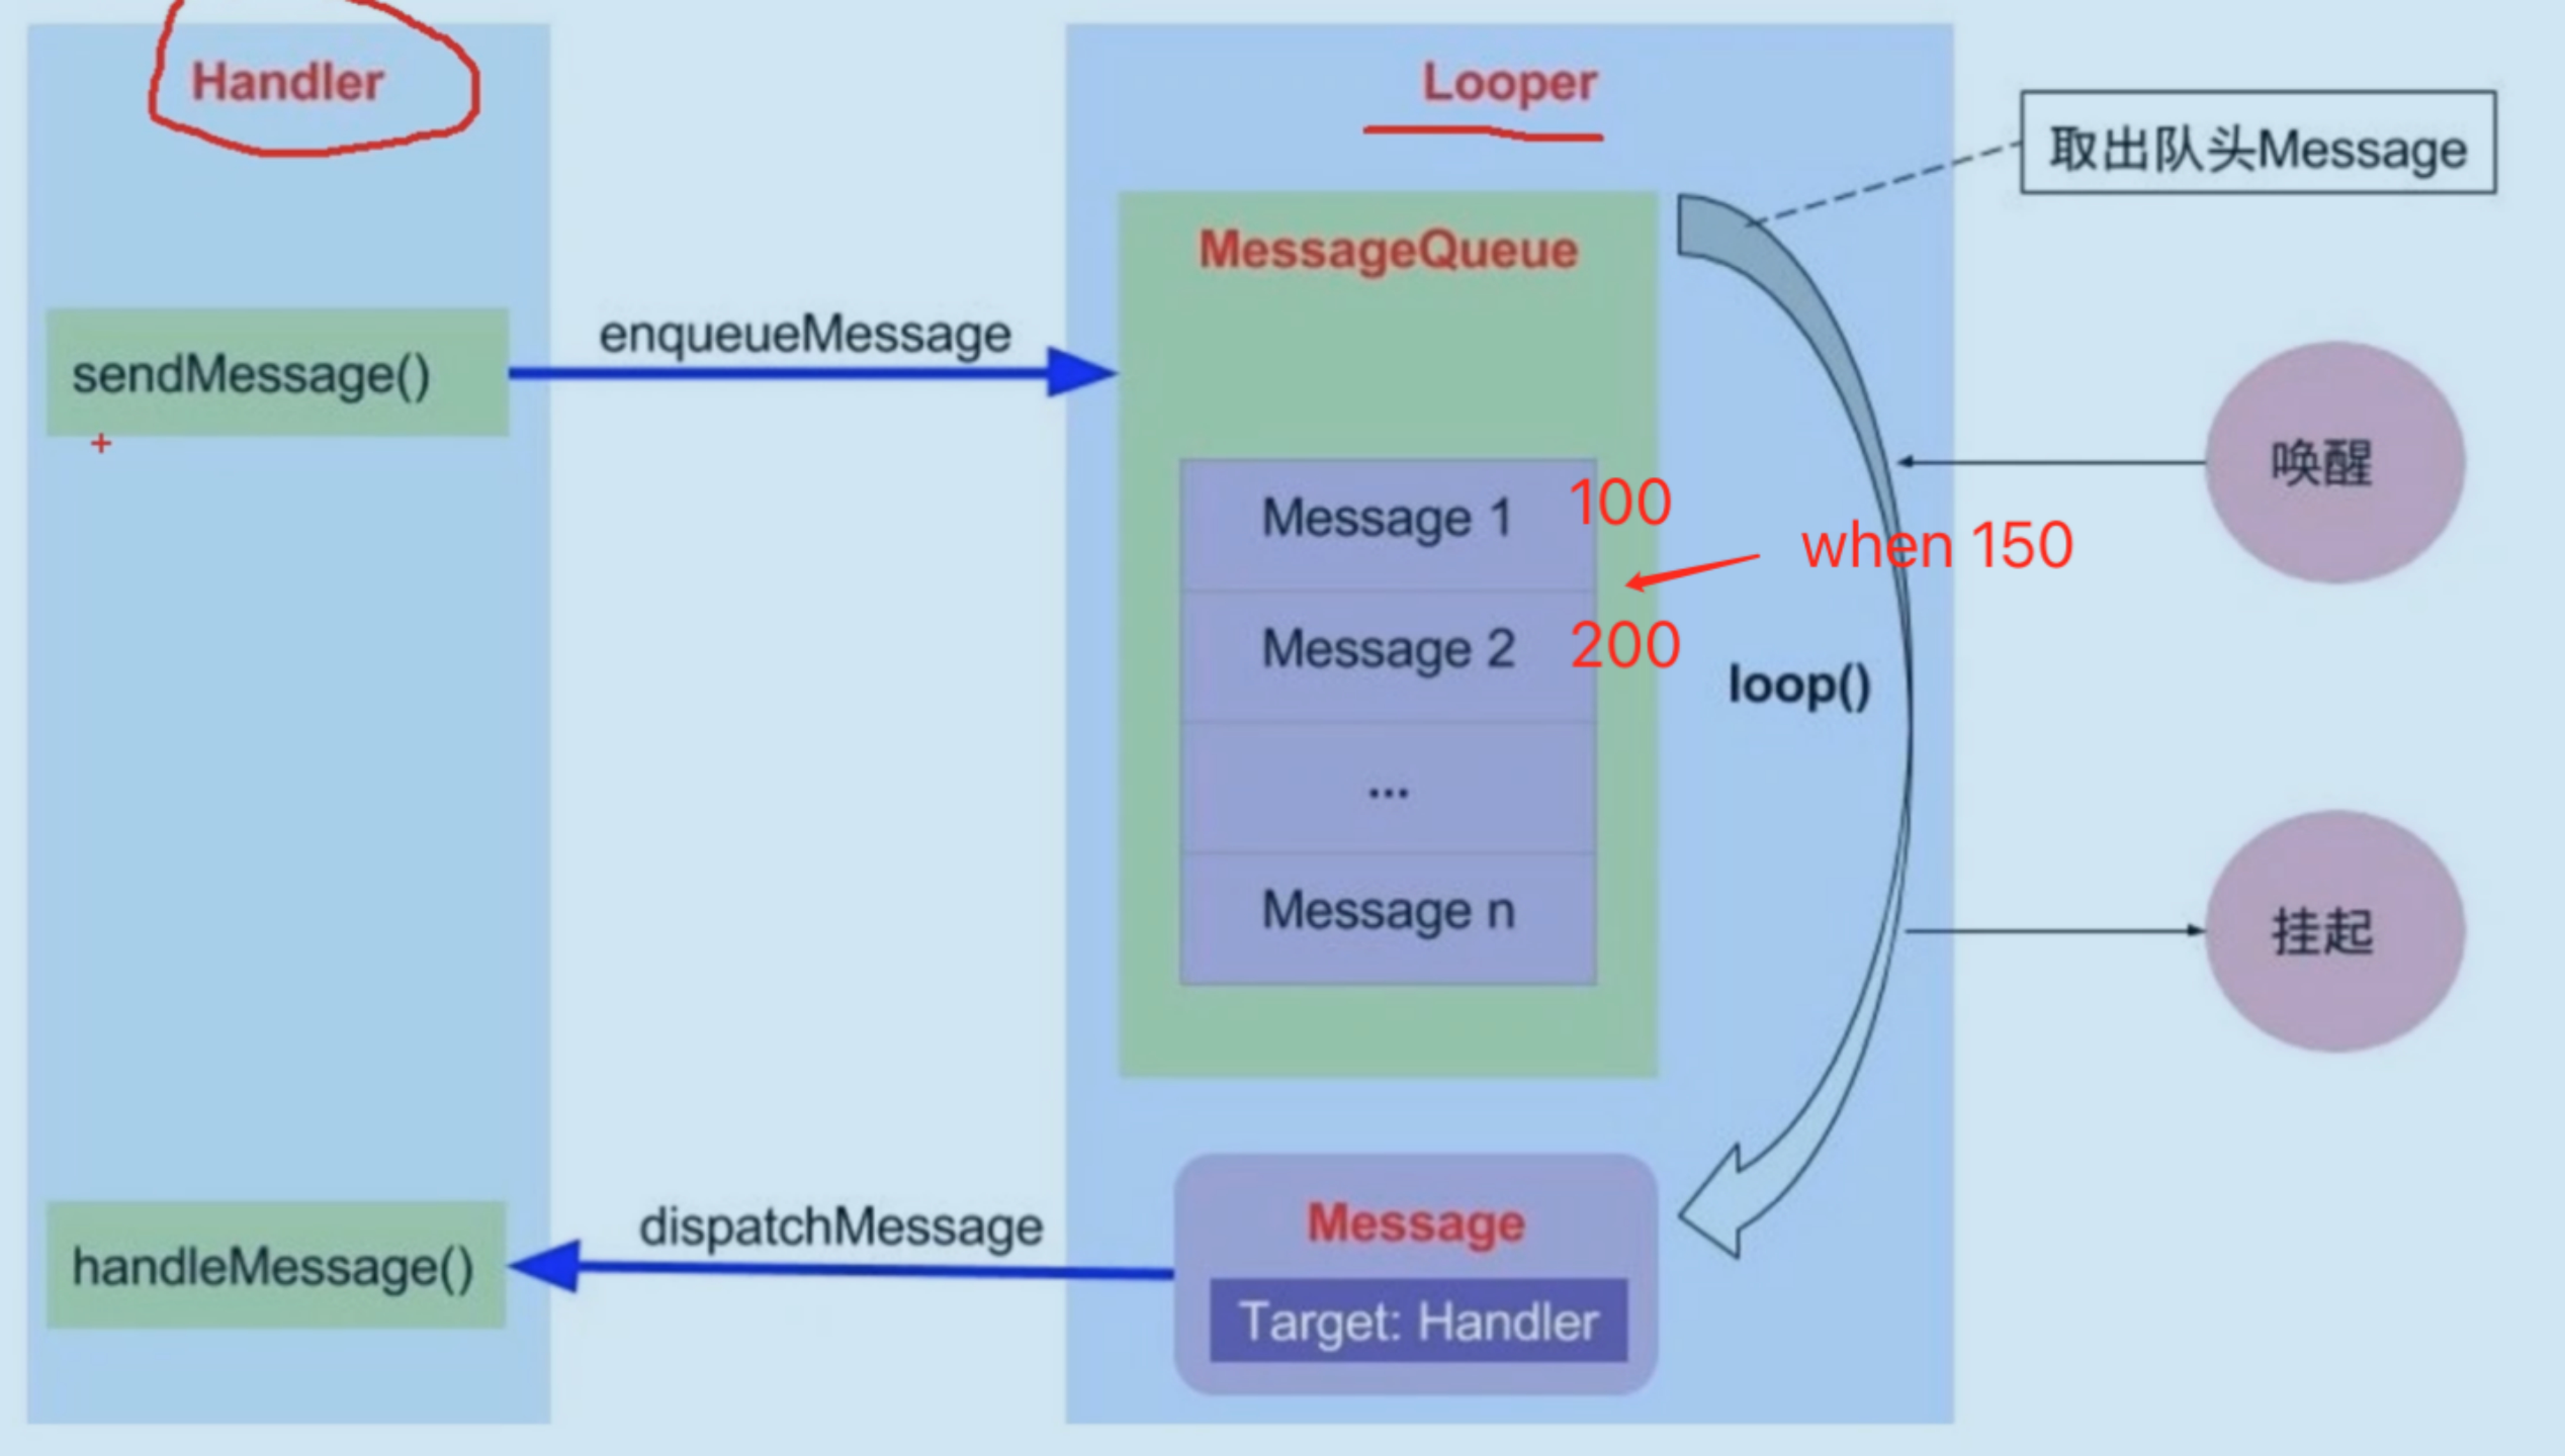 Handler
Looper
取出队头Message
MessageQueue
sendMessage()
enqueueMessage
Message 1
100
when 150
唤醒
Message 2
200
loop()
...
Message n
挂起
handleMessage()
dispatchMessage
Message
Target: Handler